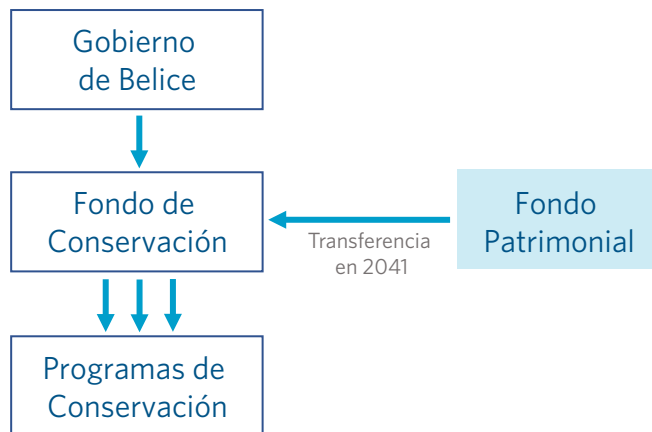 Gobierno
de Belice
Fondo de
Conservación
Transferencia
en 2041
Fondo
Patrimonial
Programas de
Conservación